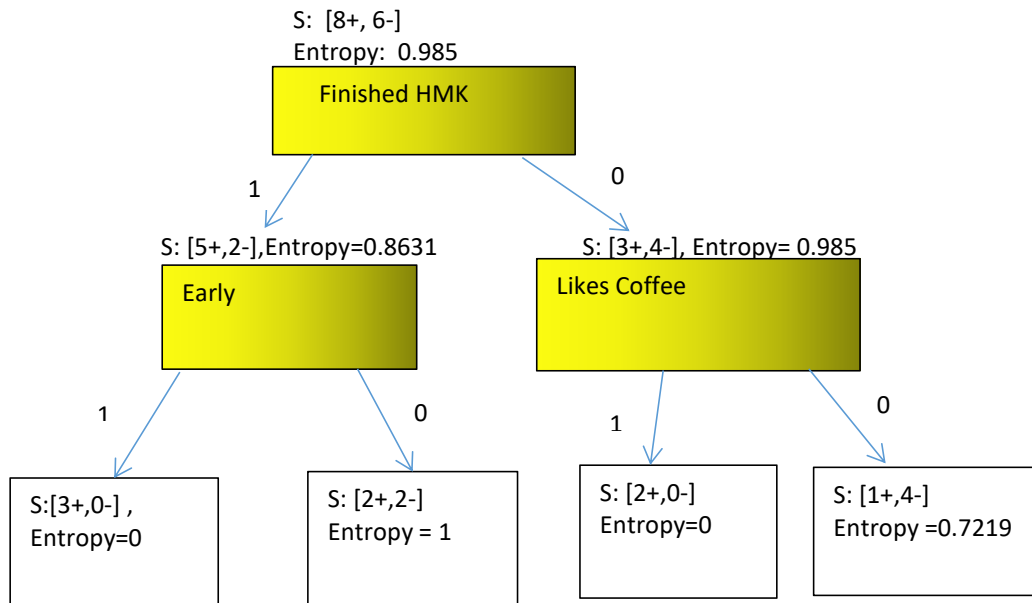 S: [8+, 6-]
Entropy: 0.985
Finished HMK
1
0
S: [5+,2-],Entropy=0.8631
S: [3+,4-], Entropy= 0.985
Early
Likes Coffee
1
0
1
0
S:[3+,0-] ,
Entropy=0
S: [2+,2-]
Entropy = 1
S: [2+,0-]
Entropy=0
S: [1+,4-]
Entropy =0.7219